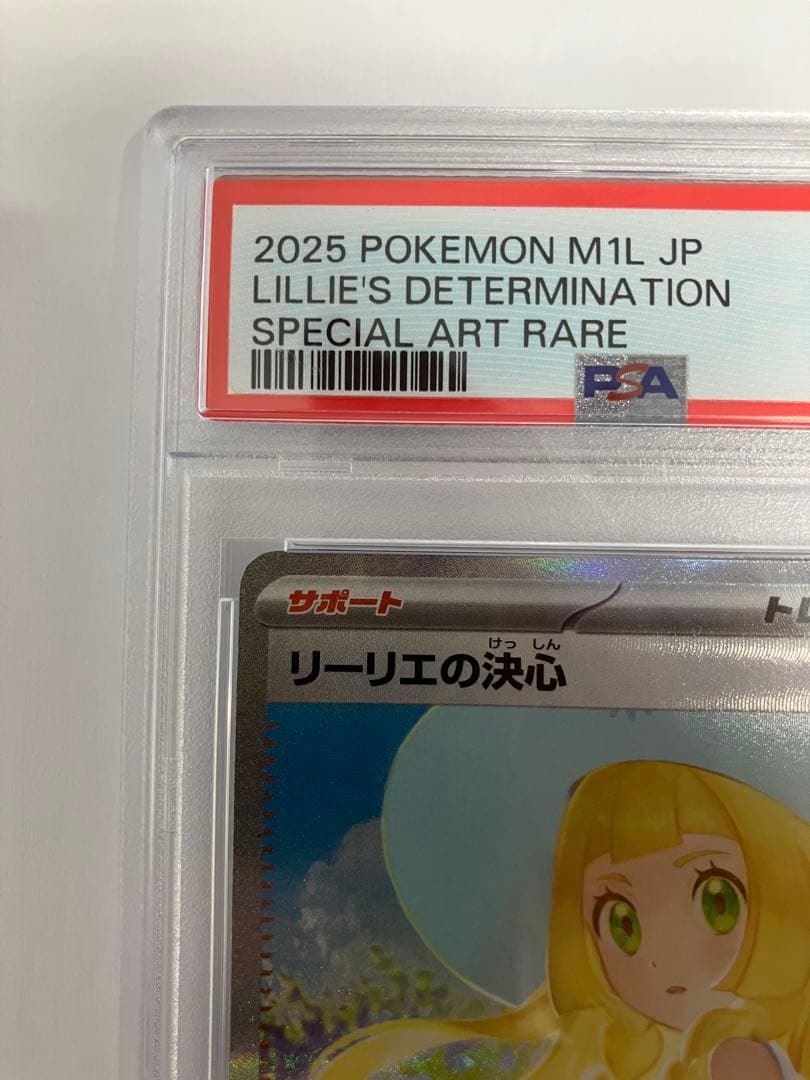 2025 POKEMON M1L JP
LILLIE'S DETERMINATION
SPECIAL ART RARE
PSA
サポート
ト
けっ しん
リーリエの決心